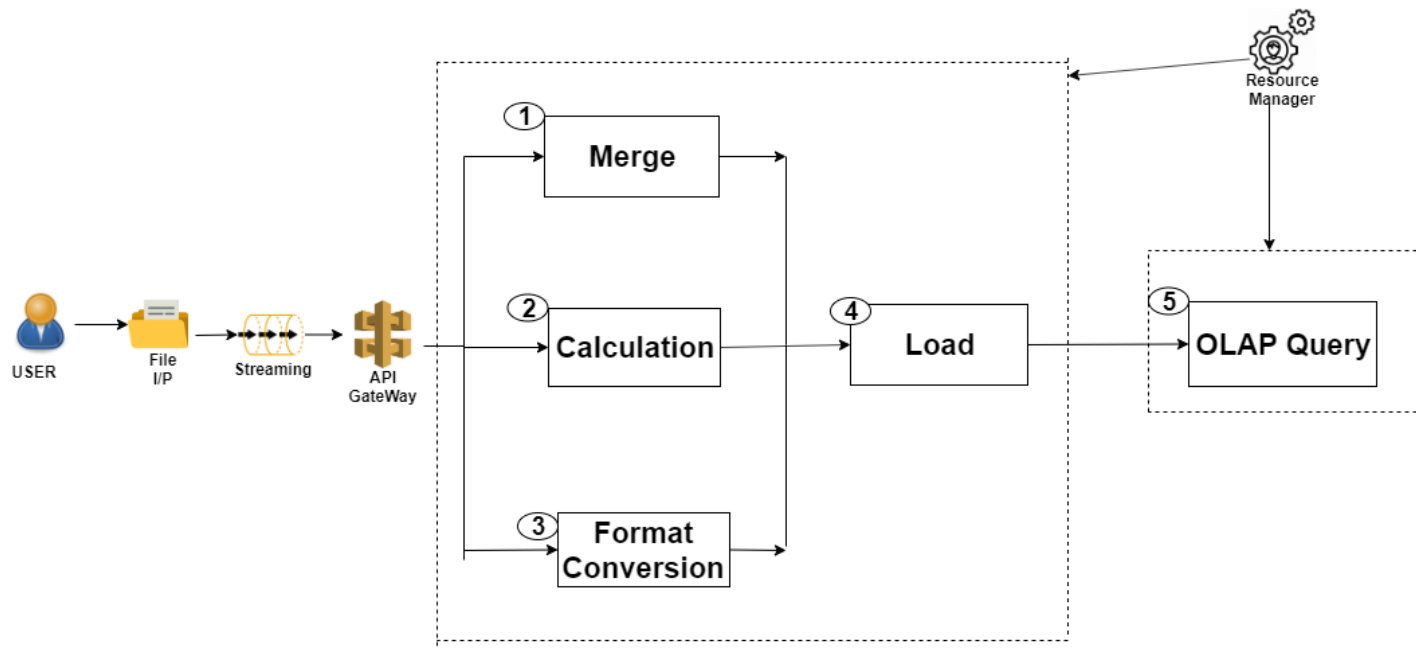 Resource
Manager
1
Merge
2
Calculation
3
Format
Conversion
4
Load
5
OLAP Query
USER
File
I/P
Streaming
API
GateWay